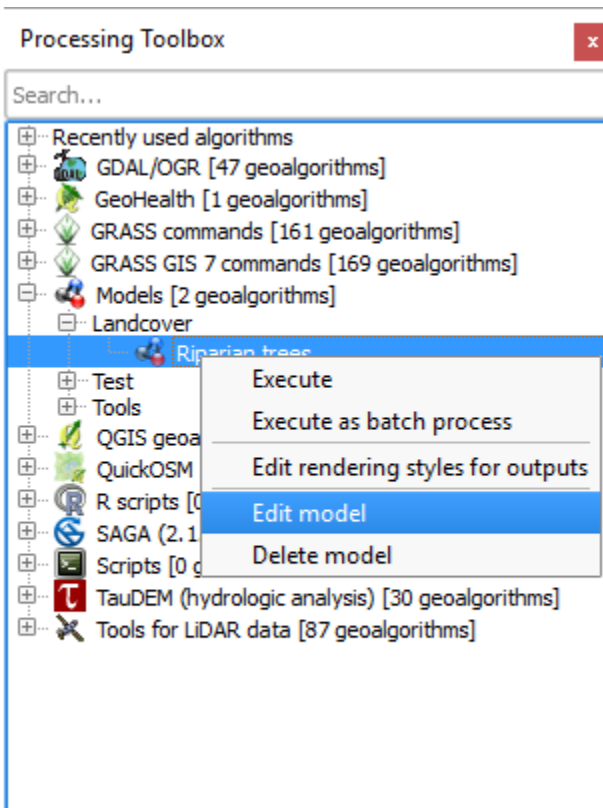 Processing Toolbox
x
Search...
Recently used algorithms
GDAL/OGR [47 geoalgorithms]
GeoHealth [1 geoalgorithms]
GRASS commands [161 geoalgorithms]
GRASS GIS 7 commands [169 geoalgorithms]
Models [2 geoalgorithms]
Landcover
Riparian trees
Execute
Test
Execute as batch process
Tools
QGIS geoa
Edit rendering styles for outputs
QuickOSM
R scripts [0
Edit model
SAGA (2.1
Delete model
Scripts [0 g
TauDEM (hydrologic analysis) [30 geoalgorithms]
Tools for LiDAR data [87 geoalgorithms]